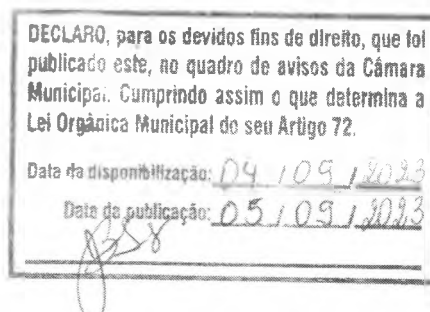 DECLARO, para os devidos fins de direito, que foi
publicado este, no quadro de avisos da Câmara
Municipal. Cumprindo assim o que determina a
Lei Orgânica Municipal do seu Artigo 72.
Data da disponibilização: 04 / 09 / 2023
Data da publicação: 05 / 09 / 2023